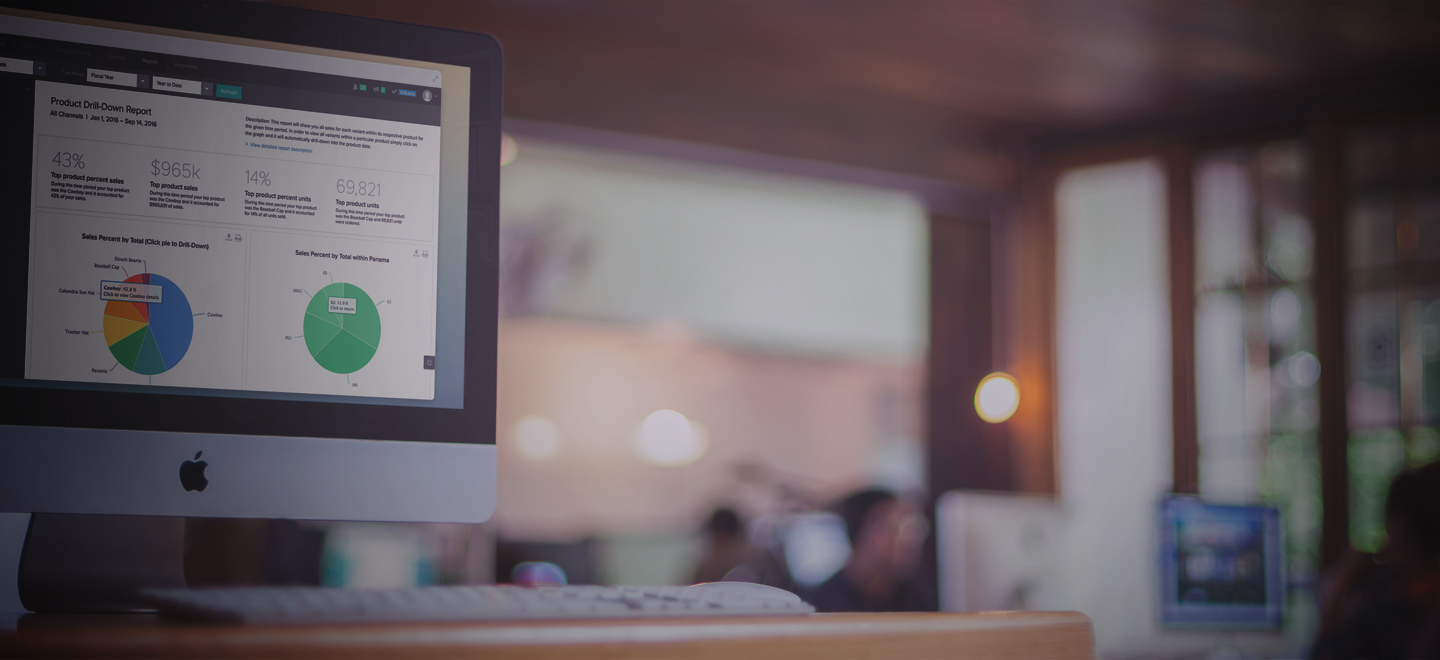 Reports
Fiscal Year
Year to Date
Refresh
Product Drill-Down Report
All Channels | Jan 1, 2016 – Sep 14, 2016
Description: This report will show you all sales for each variant within its respective product for
the given time period. In order to view all variants within a particular product simply click on
the graph and it will automatically drill-down into the product date.
View detailed report description
43%
Top product percent sales
During this time period your top product
was the Cowboy and it accounted for
43% of your sales.
$965k
Top product sales
During this time period your top product
was the Cowboy and it accounted for
of sales.
14%
Top product percent units
During this time period your top product
was the Baseball Cap and it accounted
for 14% of all units sold.
69,821
Top product units
During this time period your top product
was the Baseball Cap and 69,821 units
were ordered.
Sales Percent by Total (Click pie to Drill-Down)
Slouch Beanie
Baseball Cap
Columbia Sun Hat
Trucker Hat
Panama
Cowboy
Cowboy: 42.8 %
Click to view Cowboy details
Sales Percent by Total within Panama
Click to return